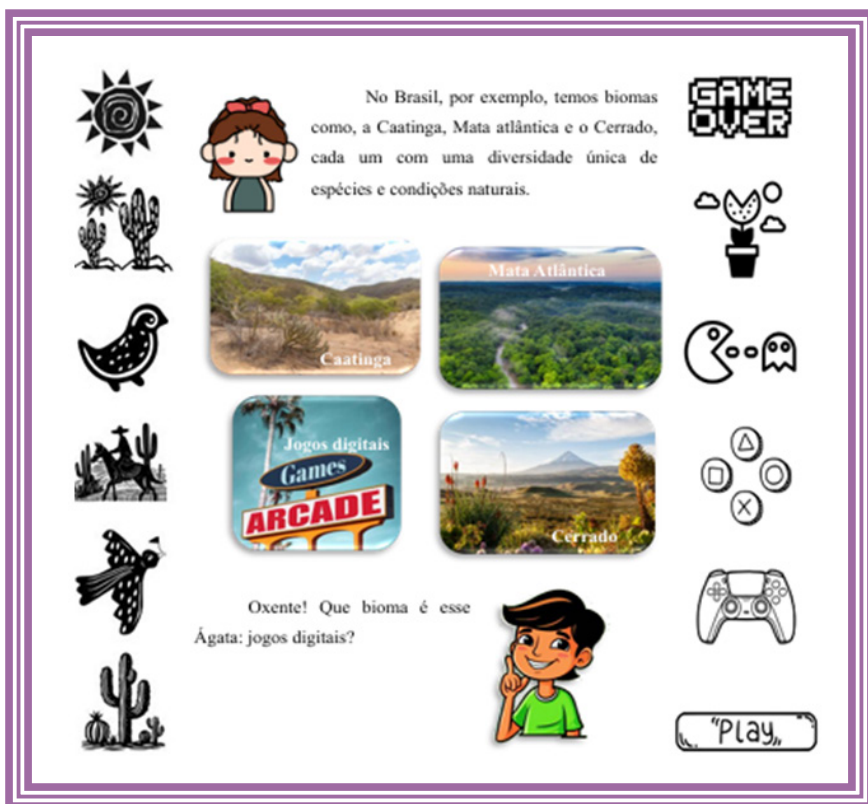 GAME
OVER
No Brasil, por exemplo, temos biomas
como, a Caatinga, Mata atlântica e o Cerrado,
cada um com uma diversidade única de
espécies e condições naturais.
Mata Atlântica
Caatinga
Jogos digitais
Games
ARCADE
Cerrado
Oxente! Que bioma é esse
Ágata: jogos digitais?
"Play„